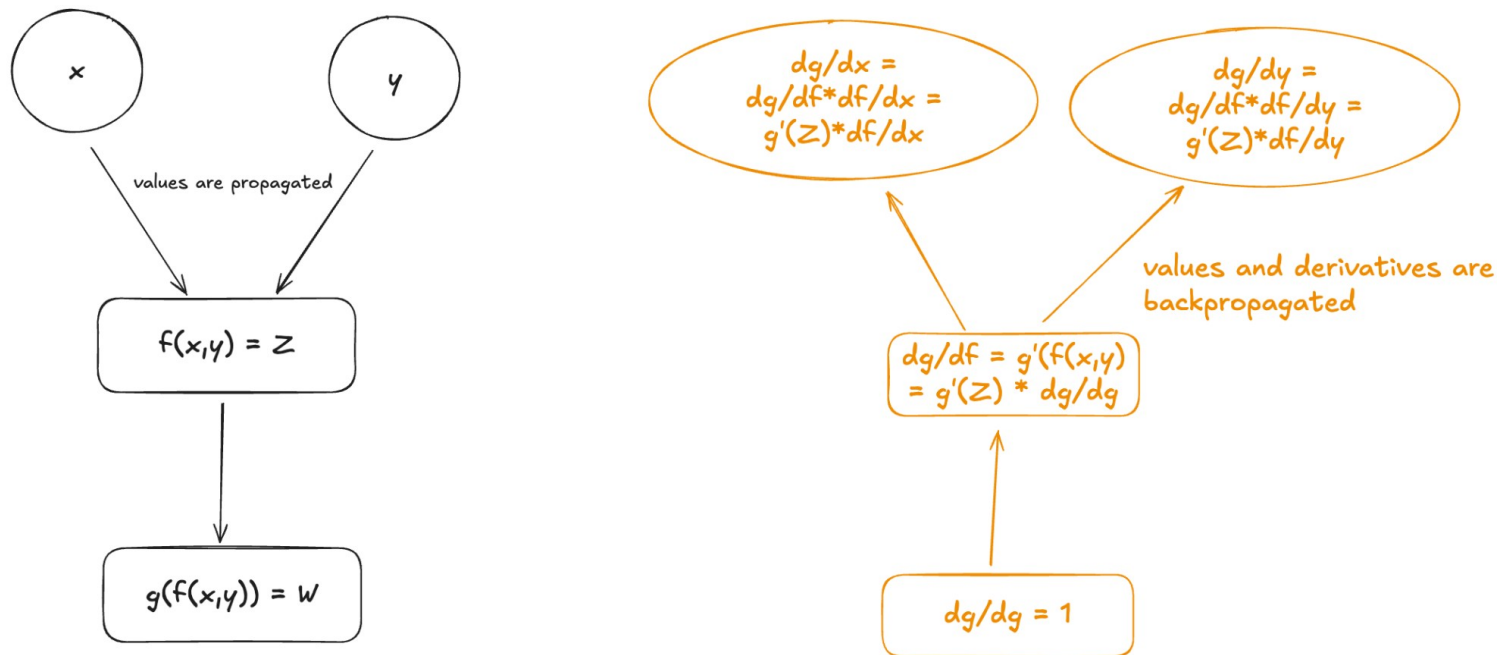 x
y
values are propagated
f(x,y) = Z
g(f(x,y)) = W
dg/dx =
dg/df*df/dx =
g'(Z)*df/dx
dg/dy =
dg/df*df/dy =
g'(Z)*df/dy
values and derivatives are
backpropagated
dg/df = g'(f(x,y)
= g'(Z) * dg/dg
dg/dg = 1